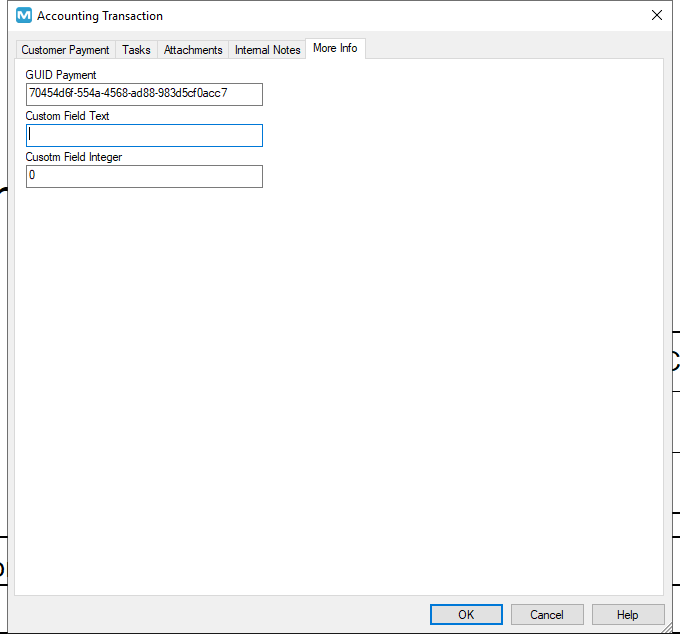 M Accounting Transaction
Customer Payment Tasks Attachments Internal Notes More Info
GUID Payment
70454d6f-554a-4568-ad88-983d5cf0acc7
Custom Field Text
Cusotm Field Integer
0
OK Cancel Help